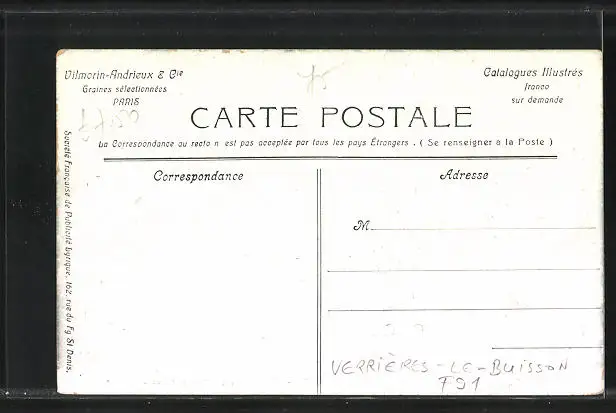 Vilmorin-Andrieux & Cie
Graines sélectionnées
PARIS
Catalogues Illustrés
franco
sur demande
CARTE POSTALE
La Correspondance au recto n est pas acceptée par tous les pays Étrangers . ( Se renseigner à la Poste )
Correspondance
Adresse
M
Société Française de Publicité Lyrique. 162. rue du Fg St Denis.
VERRIÈRES-LE-BUISSON
F91